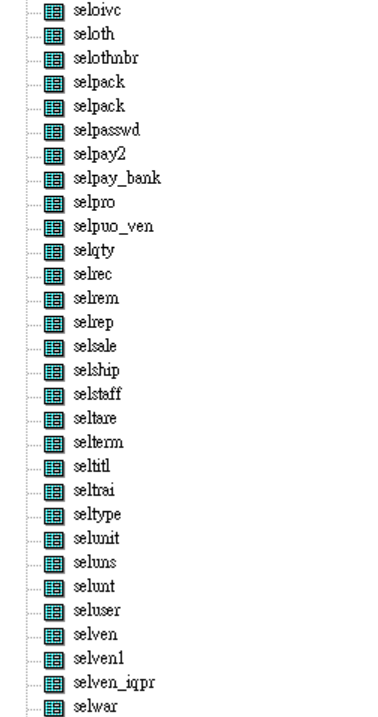 seloivc
seloth
selothnbr
selpack
selpack
selpasswd
selpay2
selpay_bank
selpro
selpuo_ven
selqty
selrec
selrem
selrep
selsale
selship
selstaff
seltare
selterm
seltitl
seltrai
seltype
selunit
seluns
selunt
seluser
selven
selven1
selven_iqpr
selwar